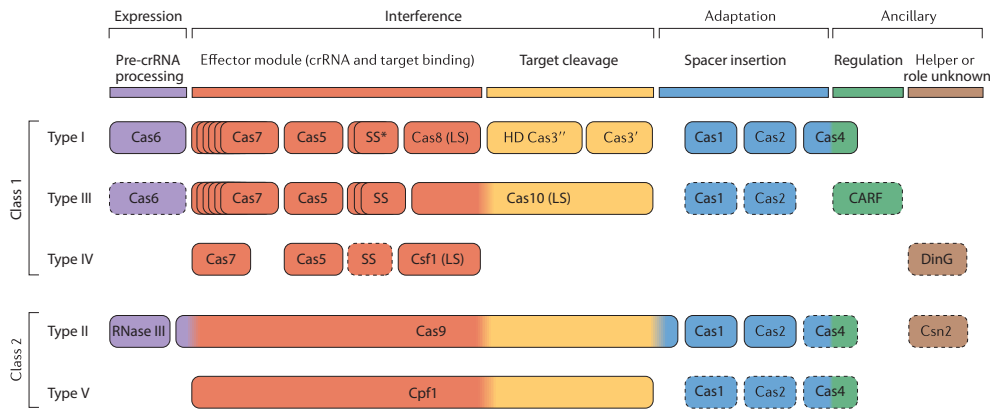 Expression Interference Adaptation Ancillary
Pre-crRNA processing Effector module (crRNA and target binding) Target cleavage Spacer insertion Regulation Helper or role unknown
Class 1
Type I Cas6 Cas7 Cas5 SS* Cas8 (LS) HD Cas3′′ Cas3′ Cas1 Cas2 Cas4
Type III Cas6 Cas7 Cas5 SS Cas10 (LS) Cas1 Cas2 CARF
Type IV Cas7 Cas5 SS Csf1 (LS) DinG
Class 2
Type II RNase III Cas9 Cas1 Cas2 Cas4 Csn2
Type V Cpf1 Cas1 Cas2 Cas4